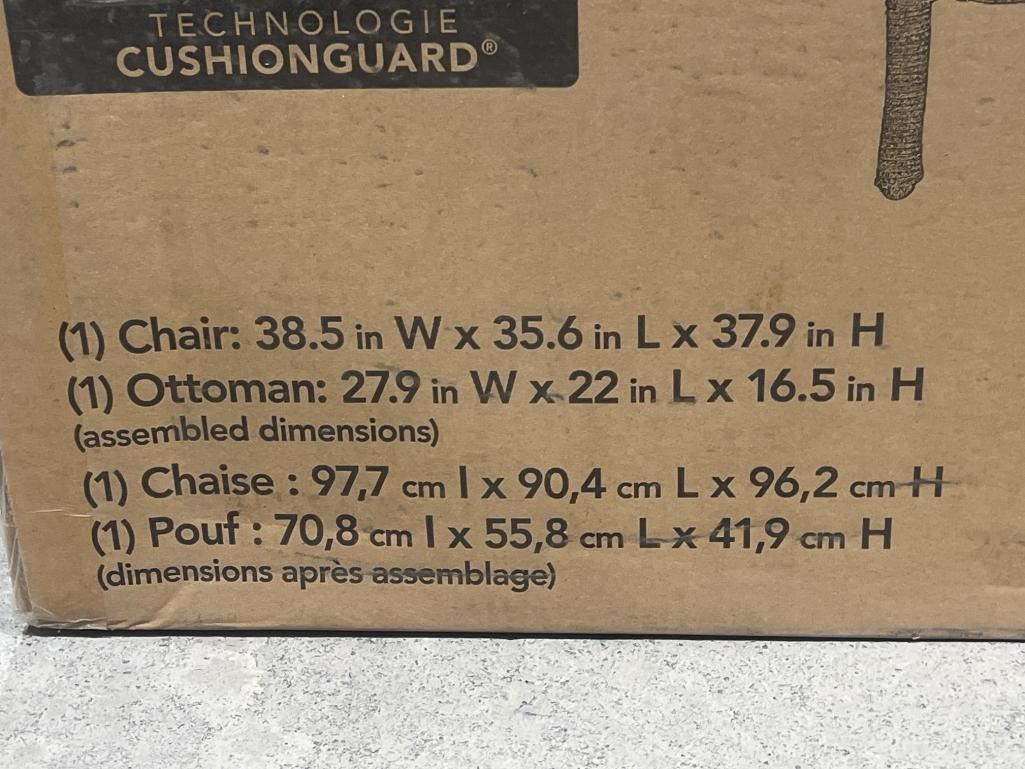 TECHNOLOGIE
CUSHIONGUARD®
(1) Chair: 38.5 in W x 35.6 in L x 37.9 in H
(1) Ottoman: 27.9 in W x 22 in L x 16.5 in H
(assembled dimensions)
(1) Chaise : 97,7 cm l x 90,4 cm L x 96,2 cm H
(1) Pouf : 70,8 cm l x 55,8 cm L x 41,9 cm H
(dimensions après assemblage)